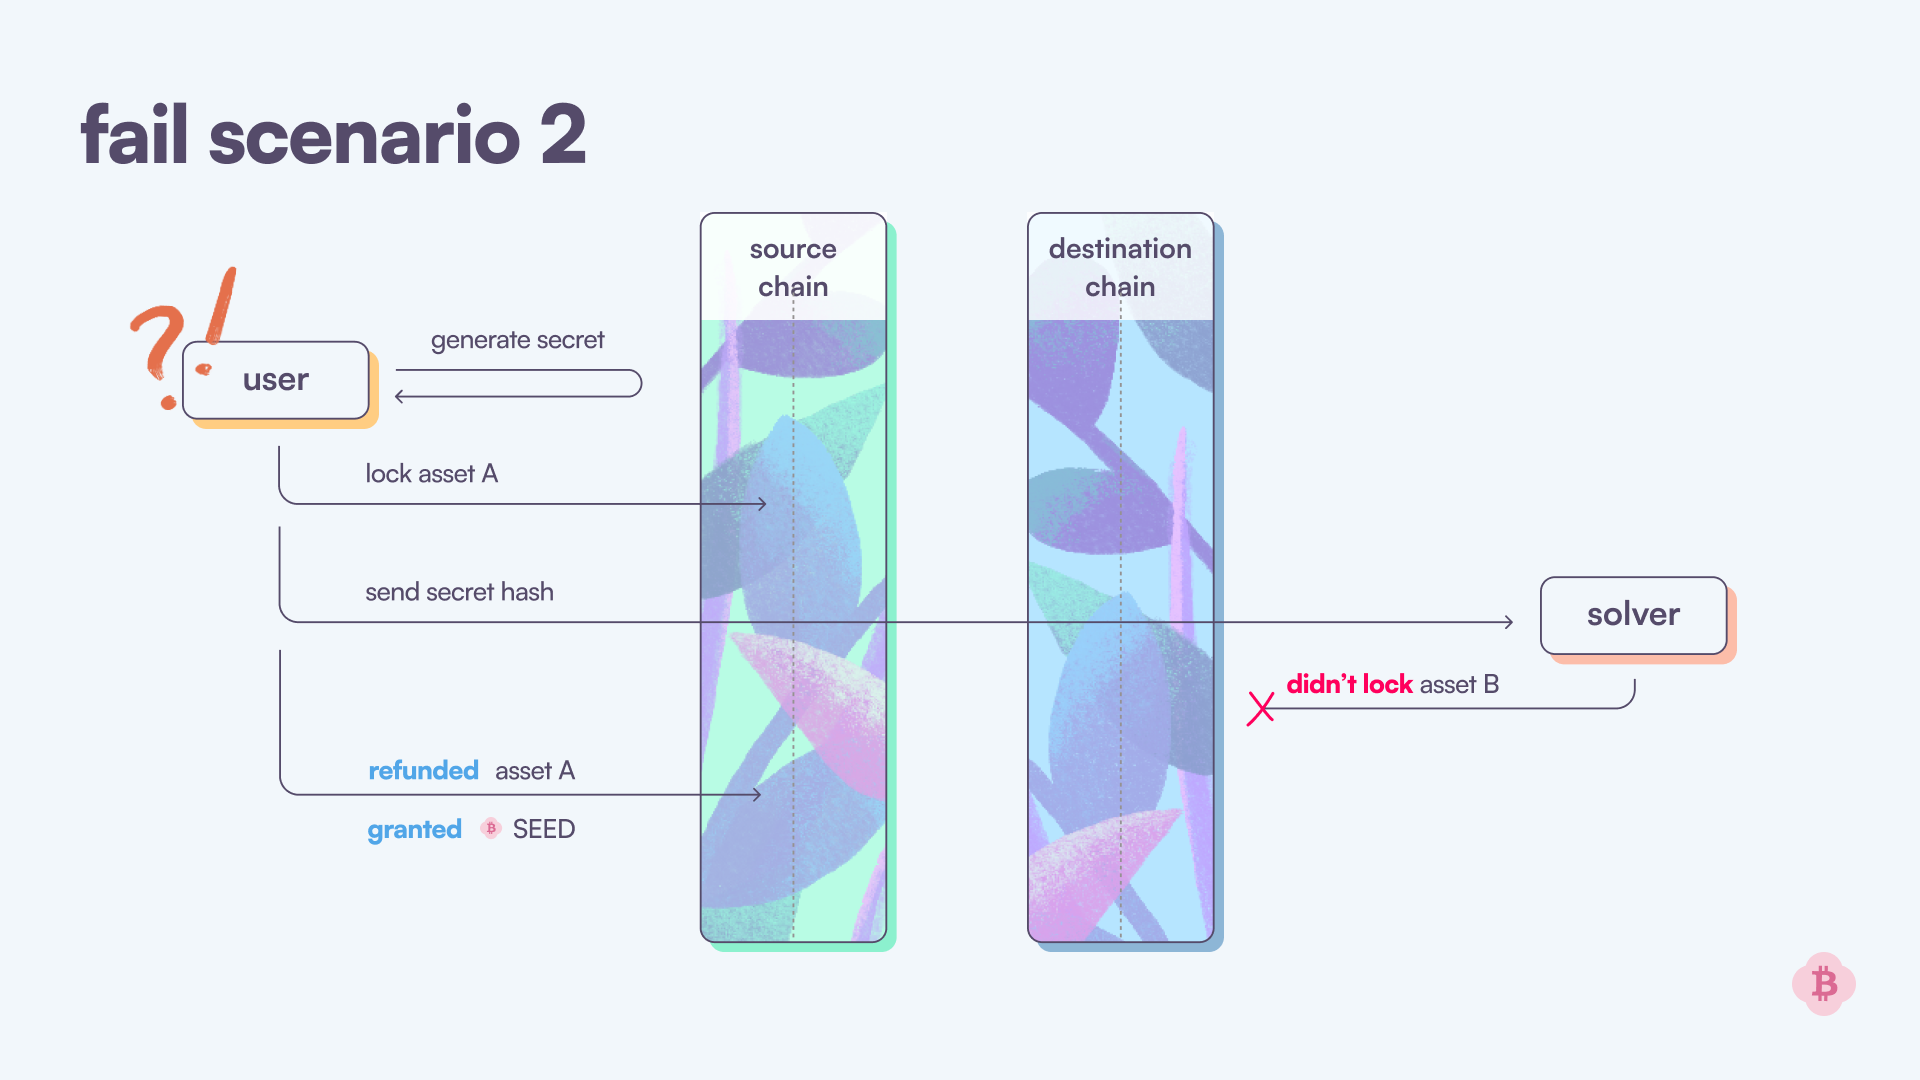 fail scenario 2
source
chain
destination
chain
?!
user
generate secret
lock asset A
send secret hash
solver
didn’t lock asset B
refunded asset A
granted SEED